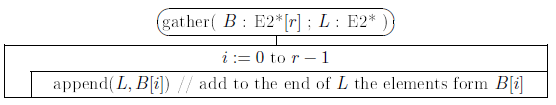 gather( B : E2*[r] ; L : E2* )
i := 0 to r − 1
append(L, B[i]) // add to the end of L the elements form B[i]